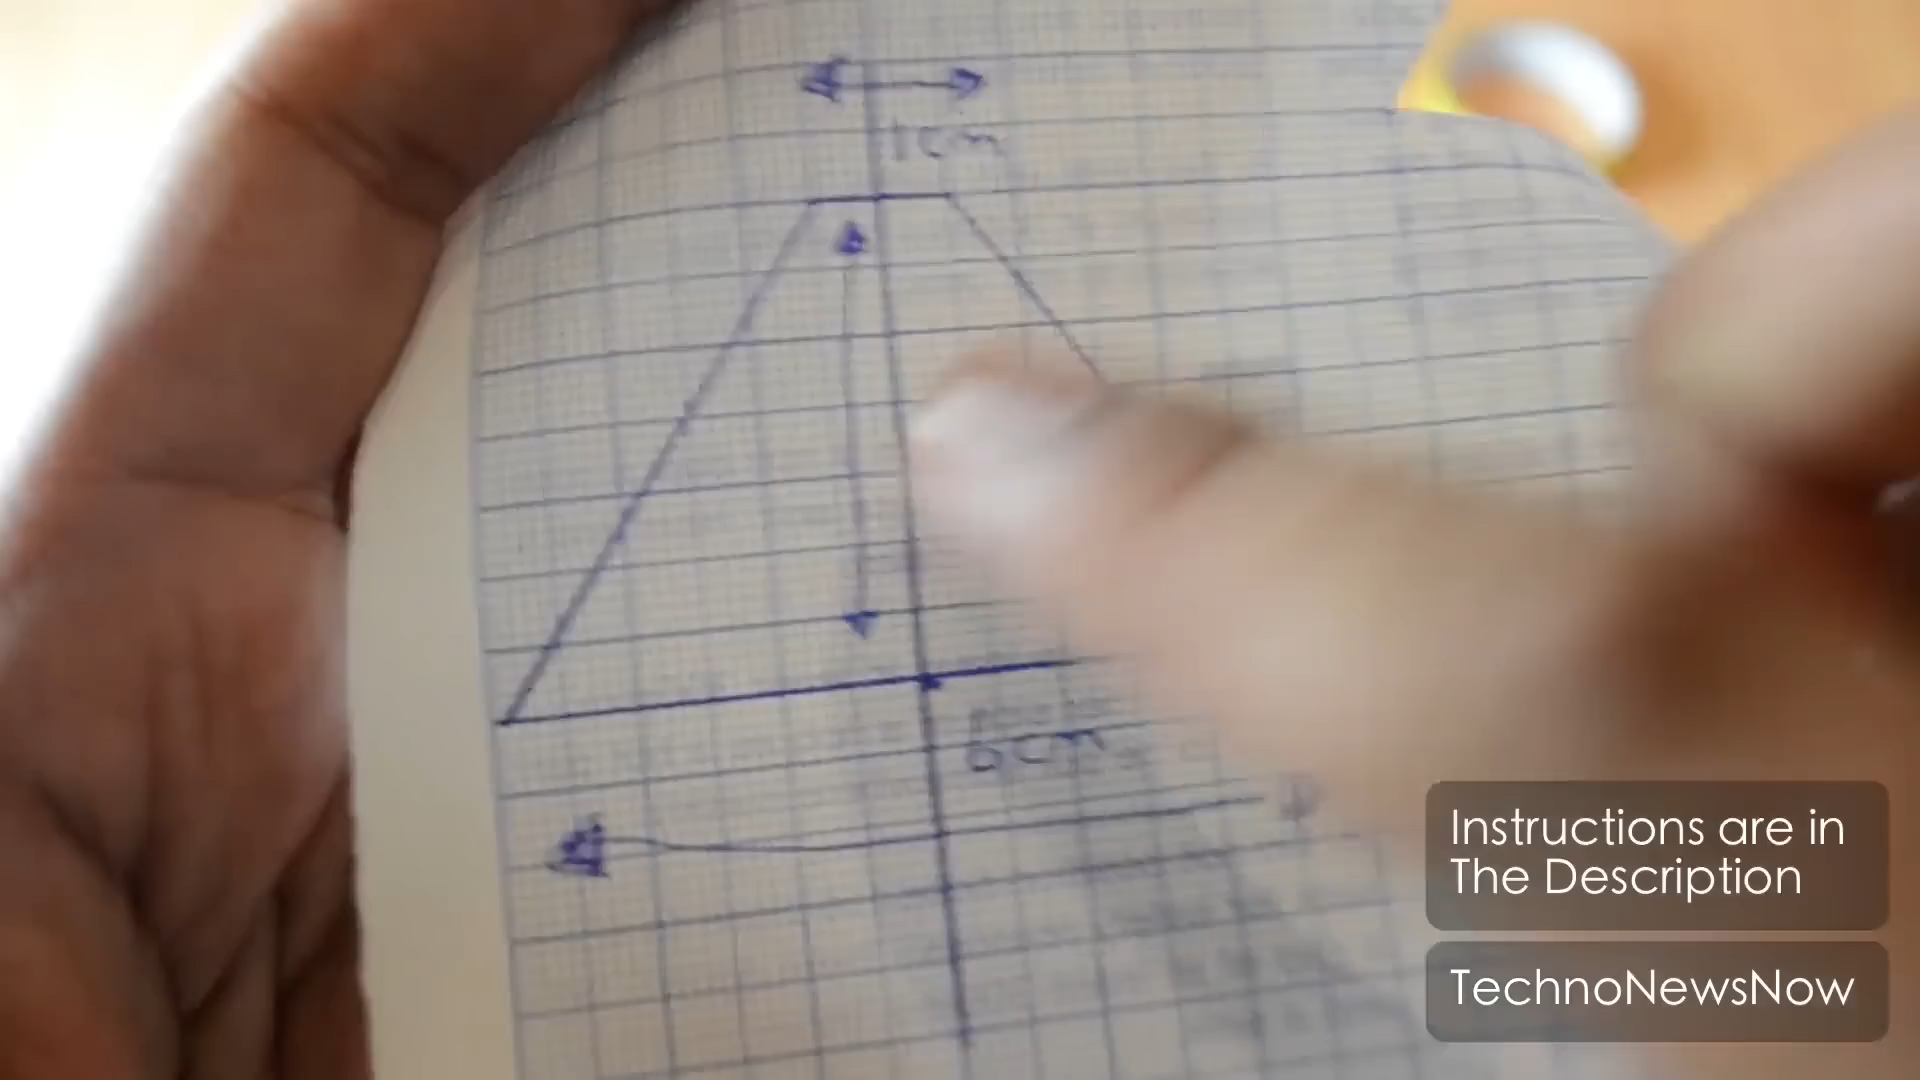 1cm
6cm
Instructions are in
The Description
TechnoNewsNow